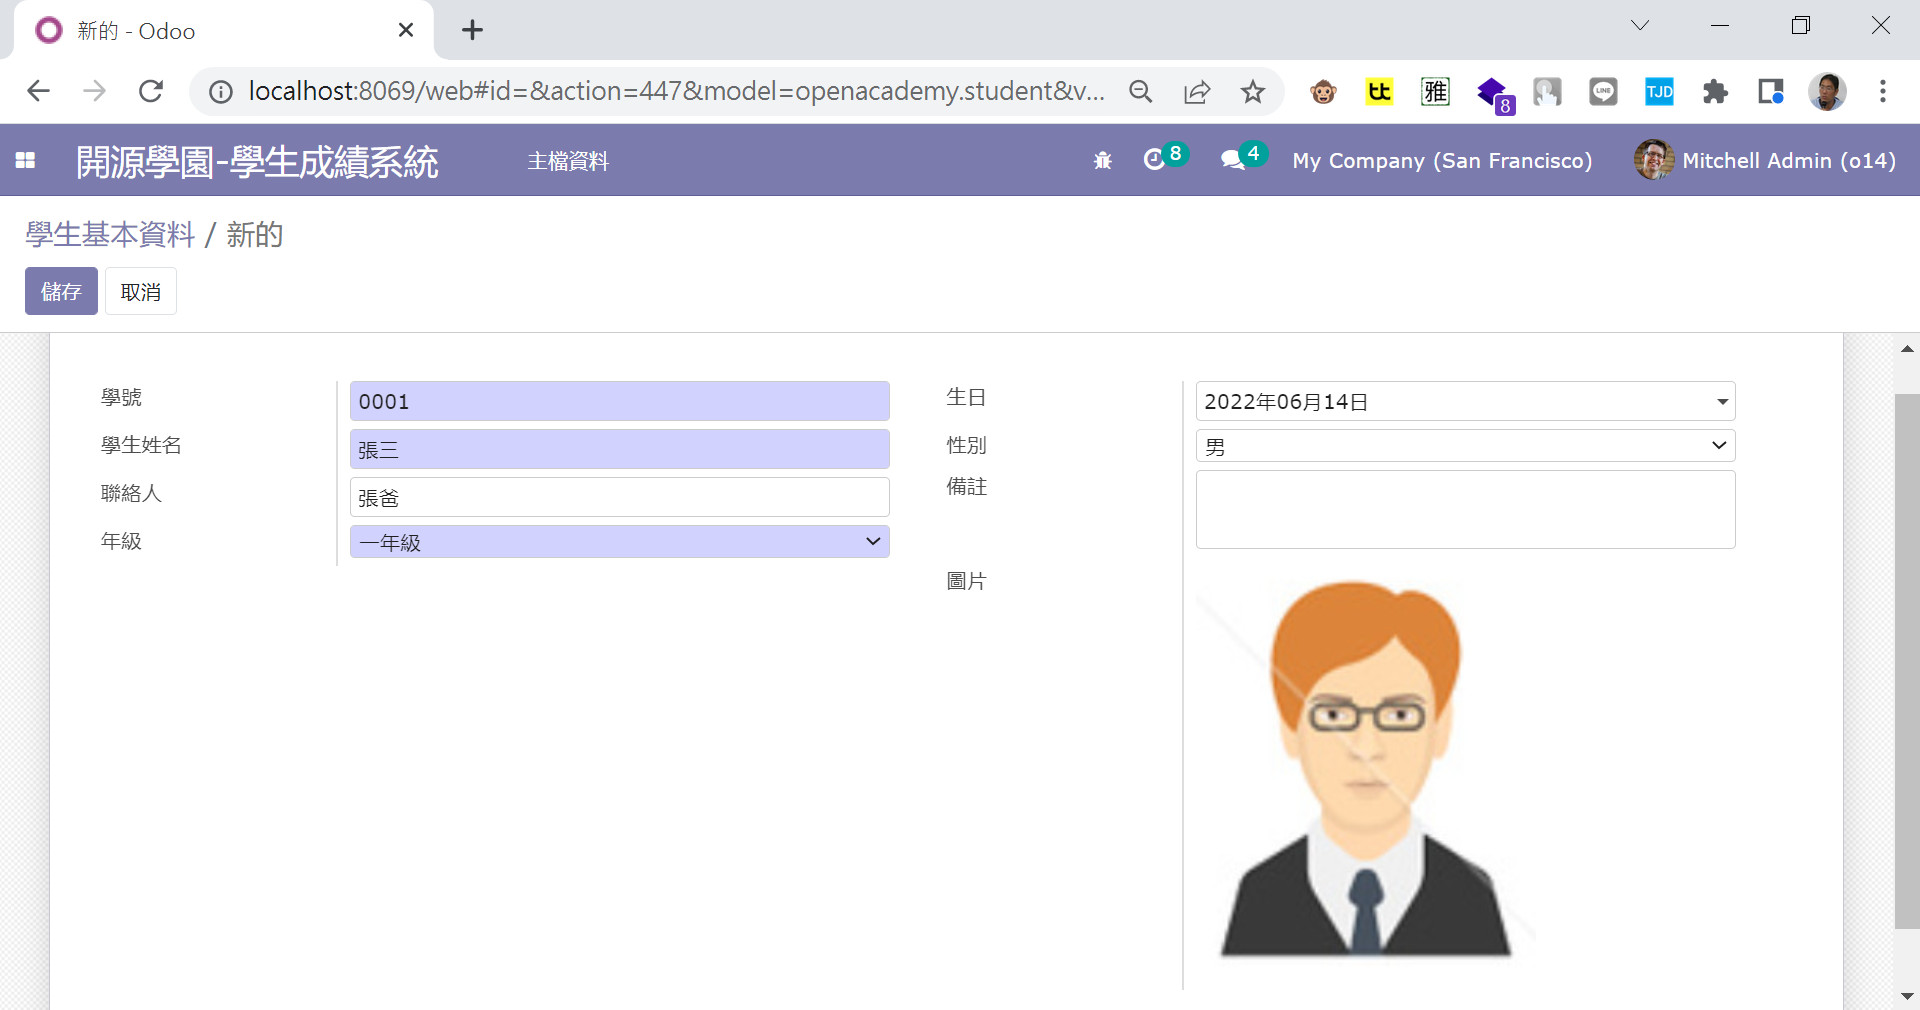 新的 - Odoo
localhost:8069/web#id=&action=447&model=openacademy.student&v...
雅
8
LINE
TJD
開源學園-學生成績系統
主檔資料
8
4
My Company (San Francisco)
Mitchell Admin (o14)
學生基本資料 / 新的
儲存
取消
學號
0001
學生姓名
張三
聯絡人
張爸
年級
一年級
生日
2022年06月14日
性別
男
備註
圖片